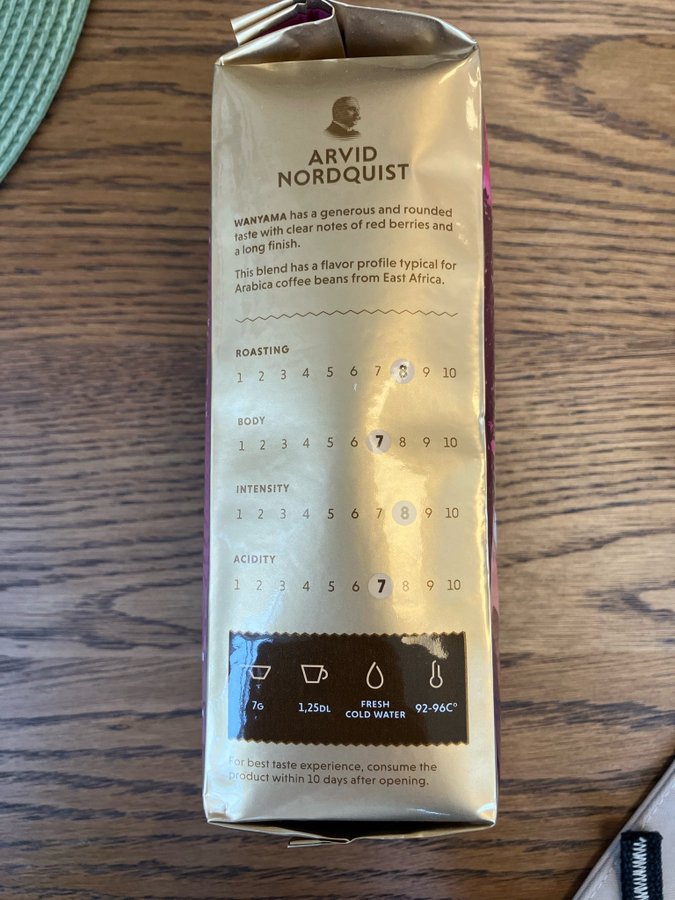 ARVID
NORDQUIST
WANYAMA has a generous and rounded
taste with clear notes of red berries and
a long finish.
This blend has a flavor profile typical for
Arabica coffee beans from East Africa.
ROASTING
1 2 3 4 5 6 7 8 9 10
BODY
1 2 3 4 5 6 7 8 9 10
INTENSITY
1 2 3 4 5 6 7 8 9 10
ACIDITY
1 2 3 4 5 6 7 8 9 10
7G 1,25DL FRESH COLD WATER 92-96C°
For best taste experience, consume the
product within 10 days after opening.